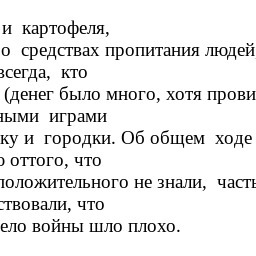 и картофеля,
о средствах пропитания людей,
всегда, кто
(денег было много, хотя прови
ными играми
ку и городки. Об общем ходе
о оттого, что
положительного не знали, часть
ствовали, что
ело войны шло плохо.